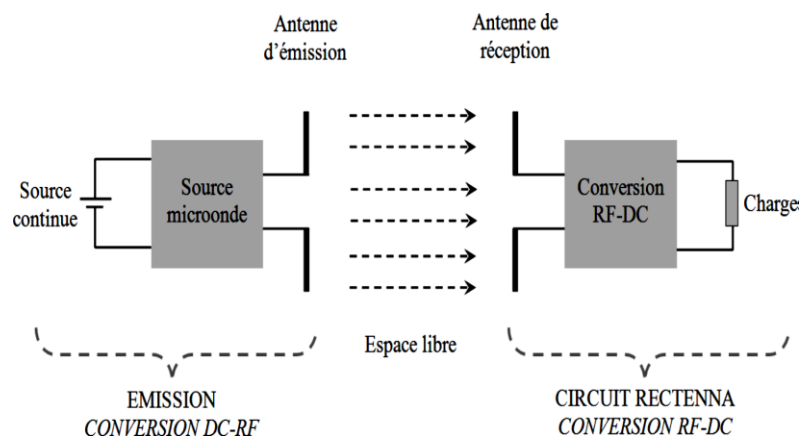 Antenne
d'émission
Antenne de
réception
Source
continue
Source
microonde
Conversion
RF-DC
Charges
Espace libre
EMISSION
CONVERSION DC-RF
CIRCUIT RECTENNA
CONVERSION RF-DC